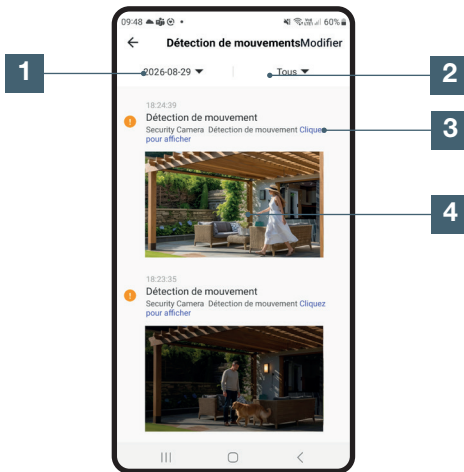 09:48
60%
Détection de mouvementsModifier
1
2026-08-29
Tous
2
18:24:39
Détection de mouvement
Security Camera Détection de mouvement Cliquez
pour afficher
3
4
18:23:35
Détection de mouvement
Security Camera Détection de mouvement Cliquez
pour afficher